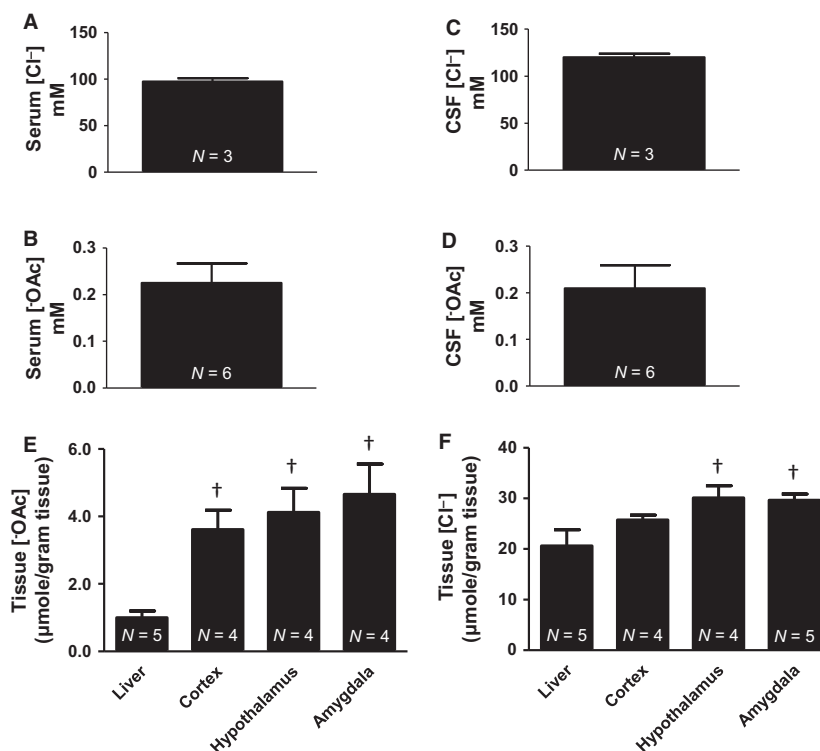 A
Serum [Cl⁻]
mM
150
100
50
0
N = 3
B
Serum [⁻OAc]
mM
0.3
0.2
0.1
0.0
N = 6
C
CSF [Cl⁻]
mM
150
100
50
0
N = 3
D
CSF [⁻OAc]
mM
0.3
0.2
0.1
0.0
N = 6
E
Tissue [⁻OAc]
(µmole/gram tissue)
6.0
4.0
2.0
0.0
† † †
N = 5 N = 4 N = 4 N = 4
Liver Cortex Hypothalamus Amygdala
F
Tissue [Cl⁻]
(µmole/gram tissue)
40
30
20
10
0
† †
N = 5 N = 4 N = 4 N = 5
Liver Cortex Hypothalamus Amygdala